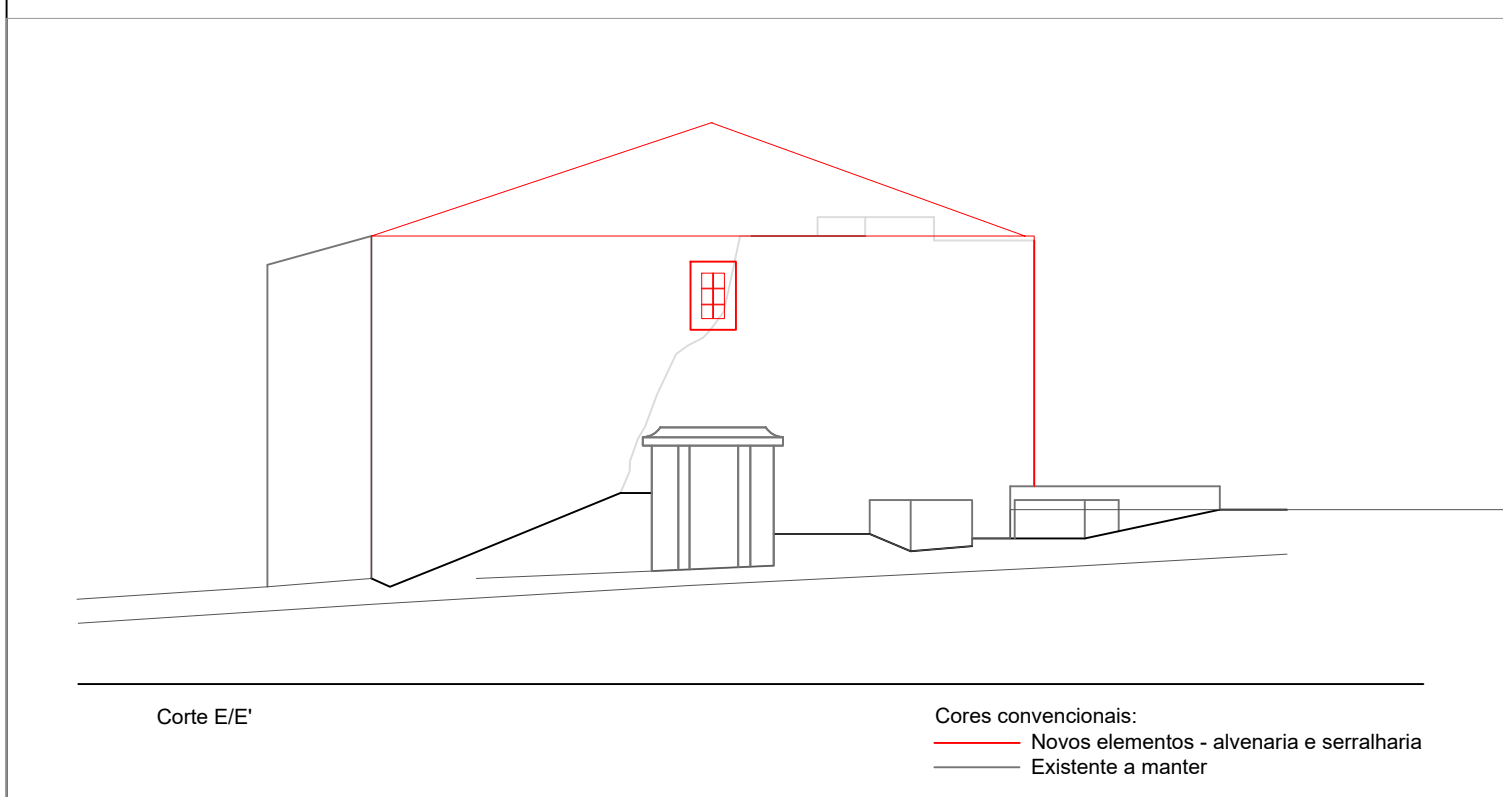 Corte E/E'
Cores convencionais:
Novos elementos - alvenaria e serralharia
Existente a manter